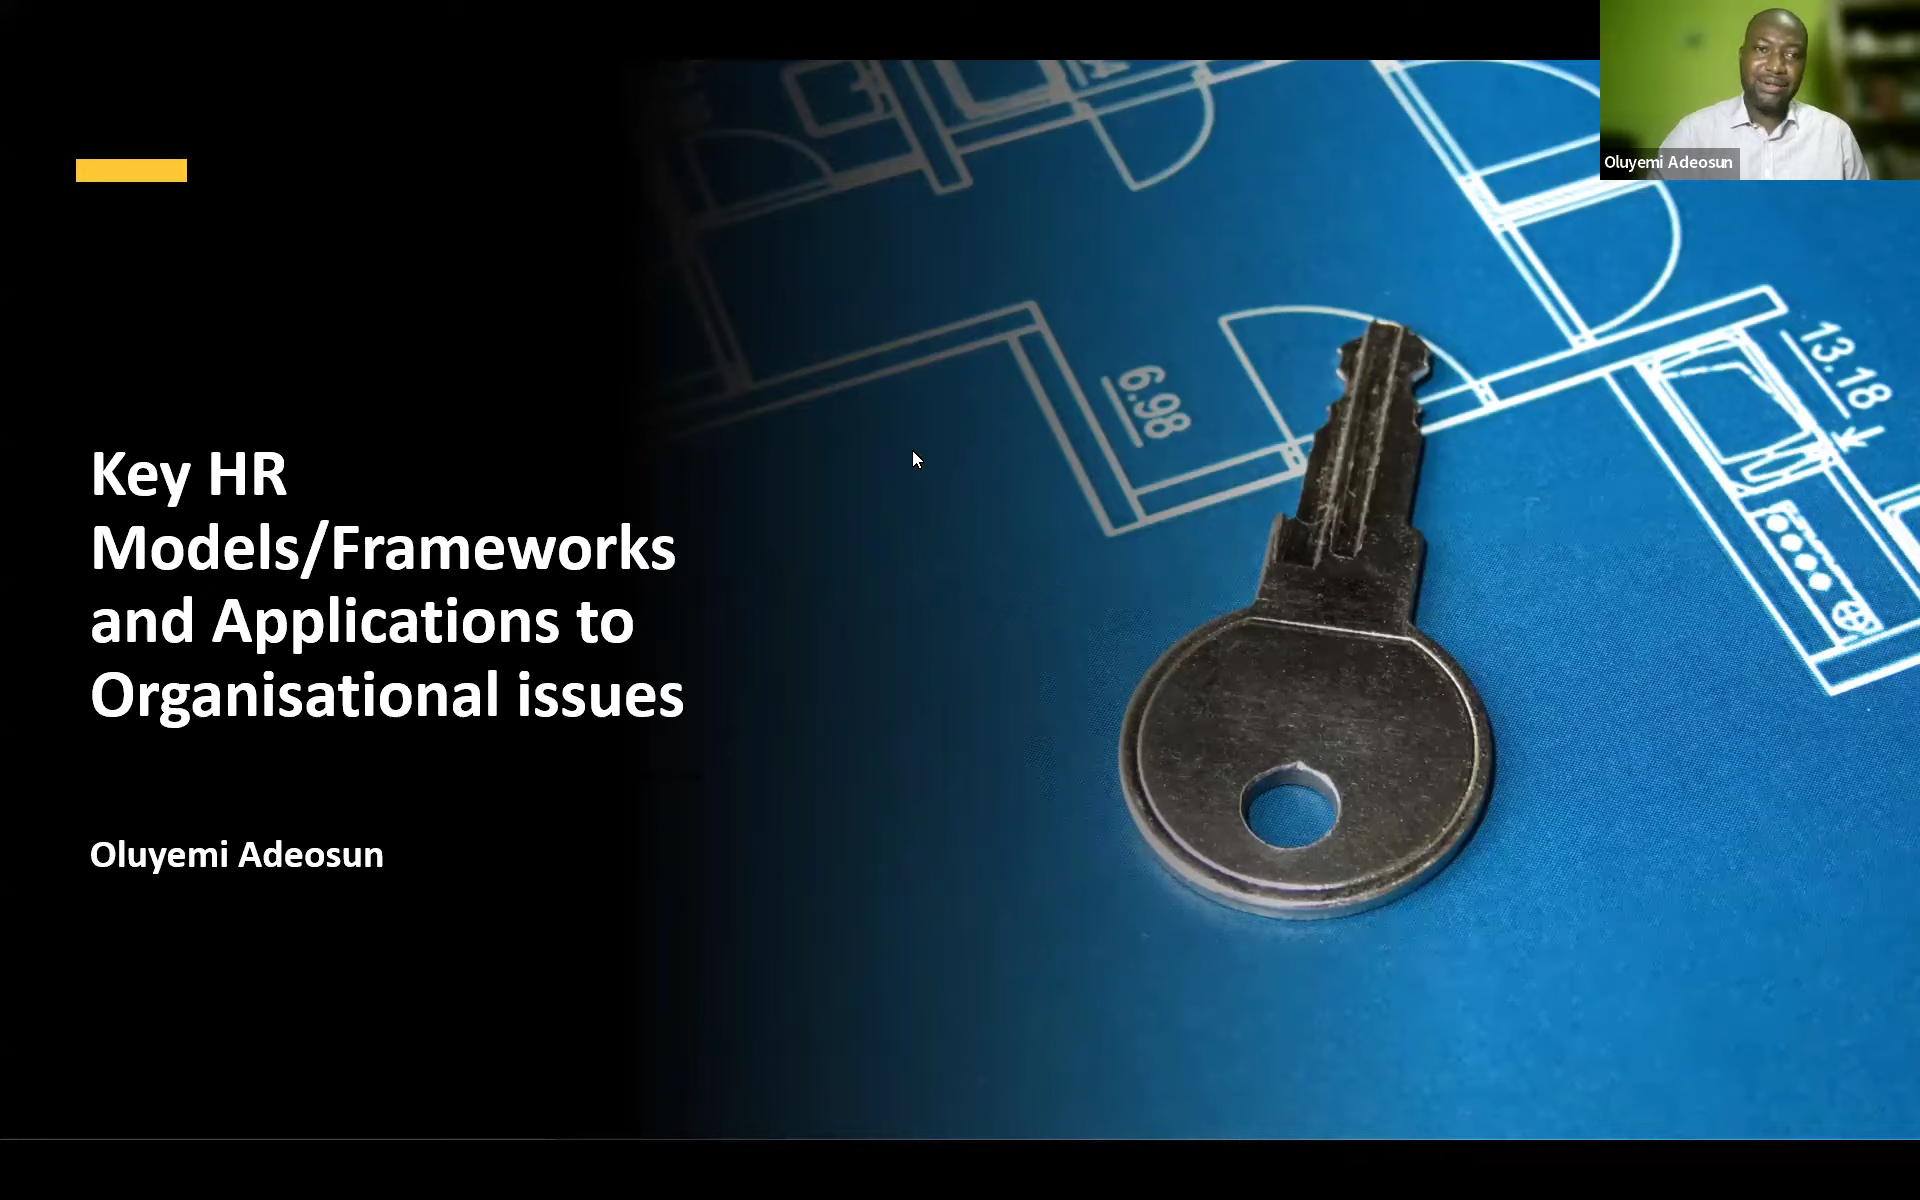 Oluyemi Adeosun
13.18
6.98
Key HR
Models/Frameworks
and Applications to
Organisational issues
Oluyemi Adeosun